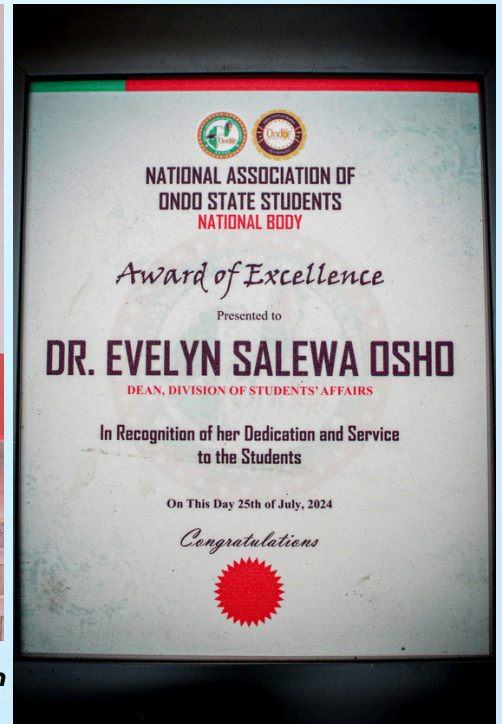 NATIONAL ASSOCIATION OF
ONDO STATE STUDENTS
NATIONAL BODY
Award of Excellence
Presented to
DR. EVELYN SALEWA OSHO
DEAN, DIVISION OF STUDENTS' AFFAIRS
In Recognition of her Dedication and Service
to the Students
On This Day 25th of July, 2024
Congratulations